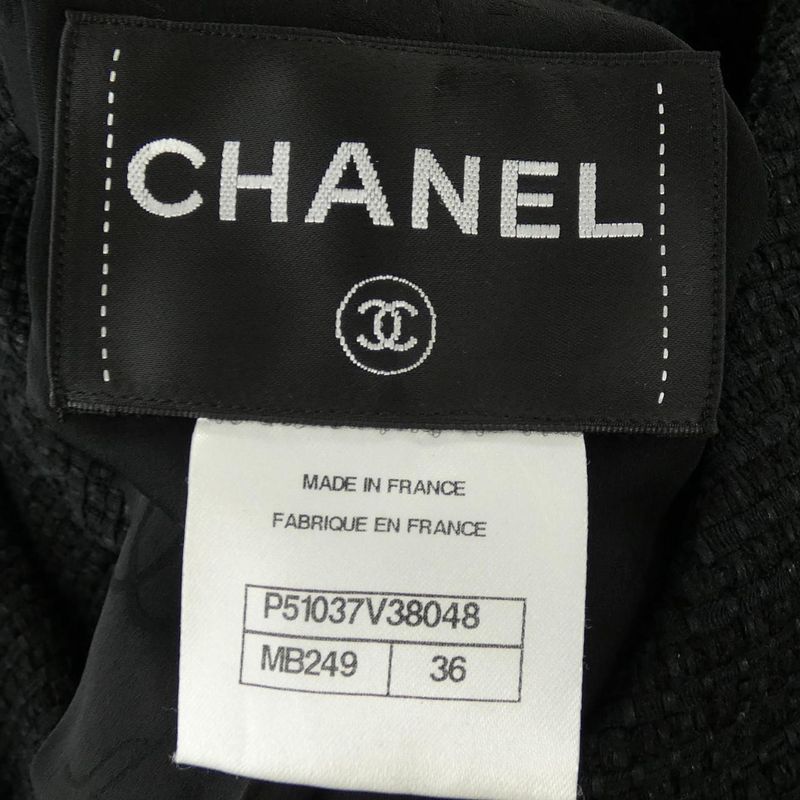 CHANEL
MADE IN FRANCE
FABRIQUE EN FRANCE
P51037V38048
MB249 36